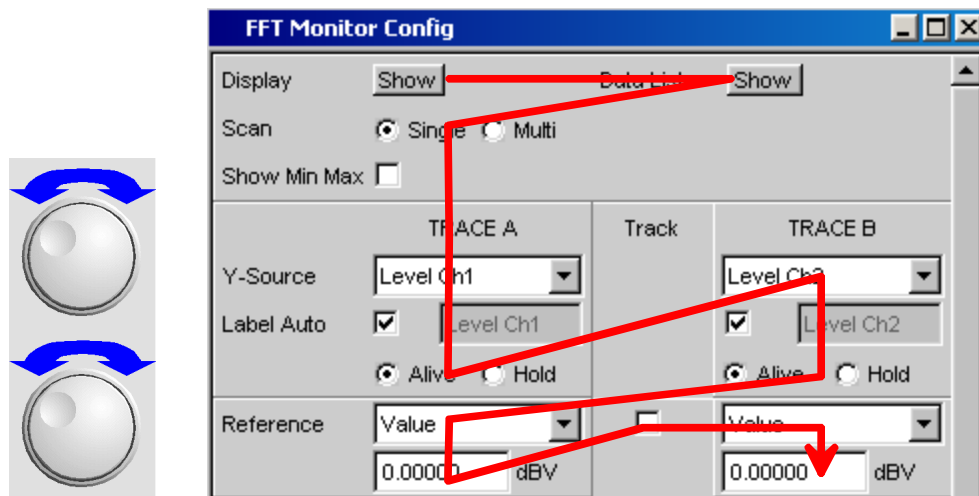 FFT Monitor Config
Display Show Data List Show
Scan Single Multi
Show Min Max
TRACE A Track TRACE B
Y-Source Level Ch1 Level Ch2
Label Auto Level Ch1 Level Ch2
Alive Hold Alive Hold
Reference Value Value
0.00000 dBV 0.00000 dBV